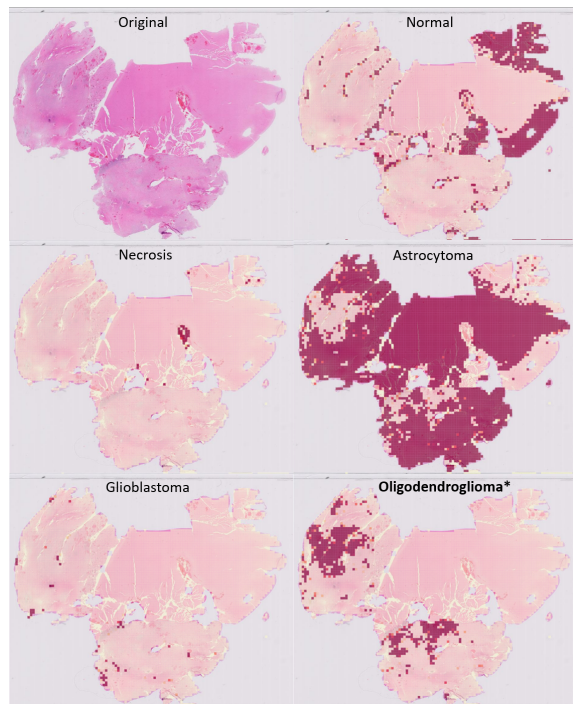 Original
Normal
Necrosis
Astrocytoma
Glioblastoma
Oligodendroglioma*